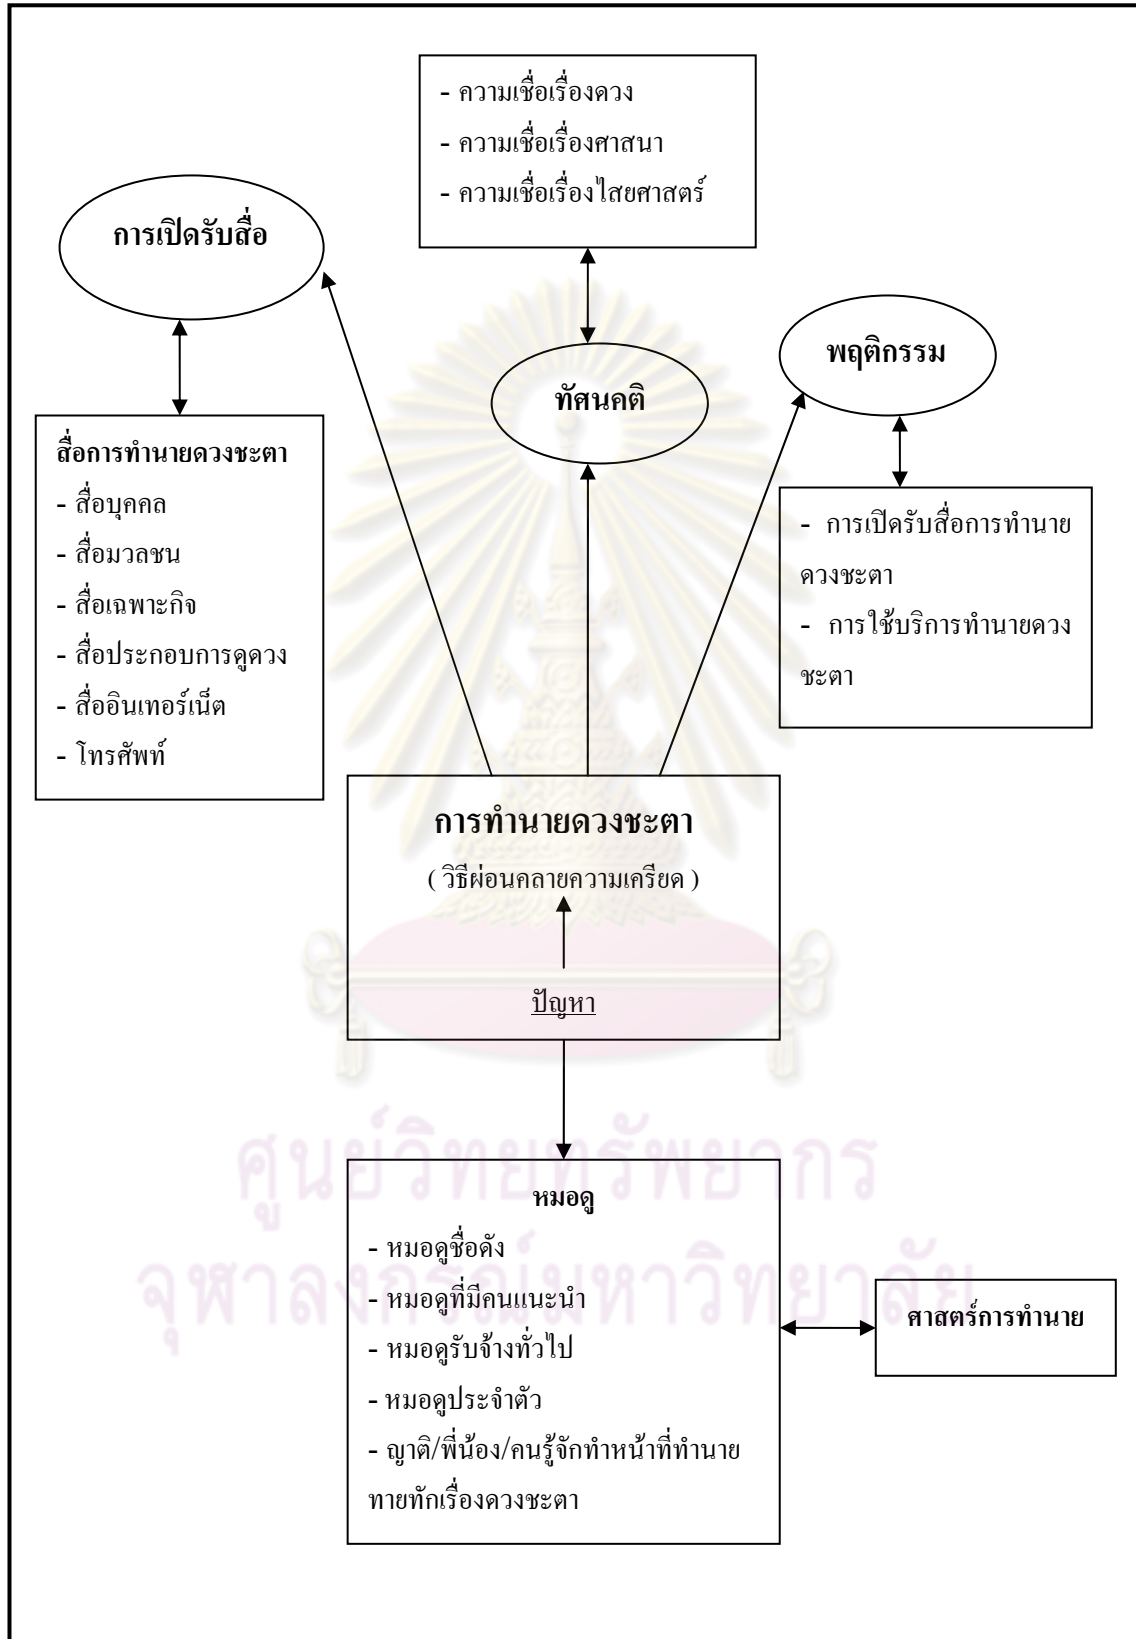 - ความเชื่อเรื่องดวง
- ความเชื่อเรื่องศาสนา
- ความเชื่อเรื่องไสยศาสตร์
การเปิดรับสื่อ
พฤติกรรม
ทัศนคติ
สื่อการทำนายดวงชะตา
- สื่อบุคคล
- สื่อมวลชน
- สื่อเฉพาะกิจ
- สื่อประกอบการดูดวง
- สื่ออินเทอร์เน็ต
- โทรศัพท์
- การเปิดรับสื่อการทำนาย
ดวงชะตา
- การใช้บริการทำนายดวง
ชะตา
การทำนายดวงชะตา
( วิธีผ่อนคลายความเครียด )
ปัญหา
ศูนย์วิทยทรัพยากร
จุฬาลงกรณ์มหาวิทยาลัย
หมอดู
- หมอดูชื่อดัง
- หมอดูที่มีคนแนะนำ
- หมอดูรับจ้างทั่วไป
- หมอดูประจำตัว
- ญาติ/พี่น้อง/คนรู้จักทำหน้าที่ทำนาย
ทายทักเรื่องดวงชะตา
ศาสตร์การทำนาย